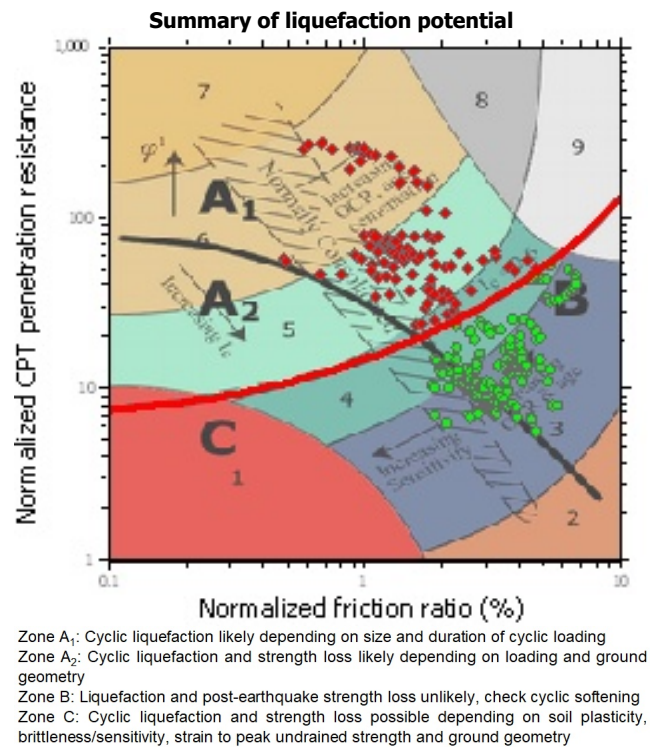 Summary of liquefaction potential
1,000
7
8
9
φ'
Increasing
OCR,
cementation
Normally Consolidated
A1
100
6
A2
Increasing Ic
B
5
10
4
3
C
Increasing
Sensitivity
1
2
1
0.1
1
10
Normalized CPT penetration resistance
Normalized friction ratio (%)
Zone A1: Cyclic liquefaction likely depending on size and duration of cyclic loading
Zone A2: Cyclic liquefaction and strength loss likely depending on loading and ground
geometry
Zone B: Liquefaction and post-earthquake strength loss unlikely, check cyclic softening
Zone C: Cyclic liquefaction and strength loss possible depending on soil plasticity,
brittleness/sensitivity, strain to peak undrained strength and ground geometry